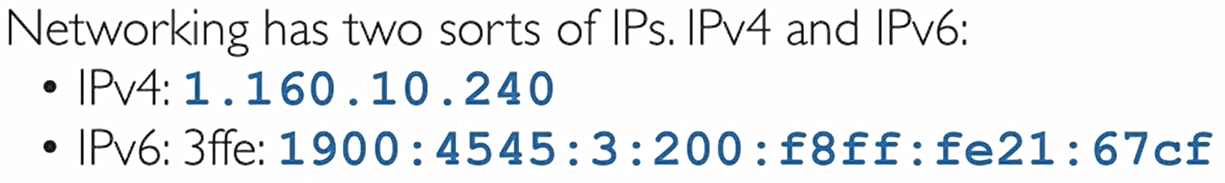 Networking has two sorts of IPs. IPv4 and IPv6:
• IPv4: 1.160.10.240
• IPv6: 3ffe: 1900:4545:3:200:f8ff:fe21:67cf